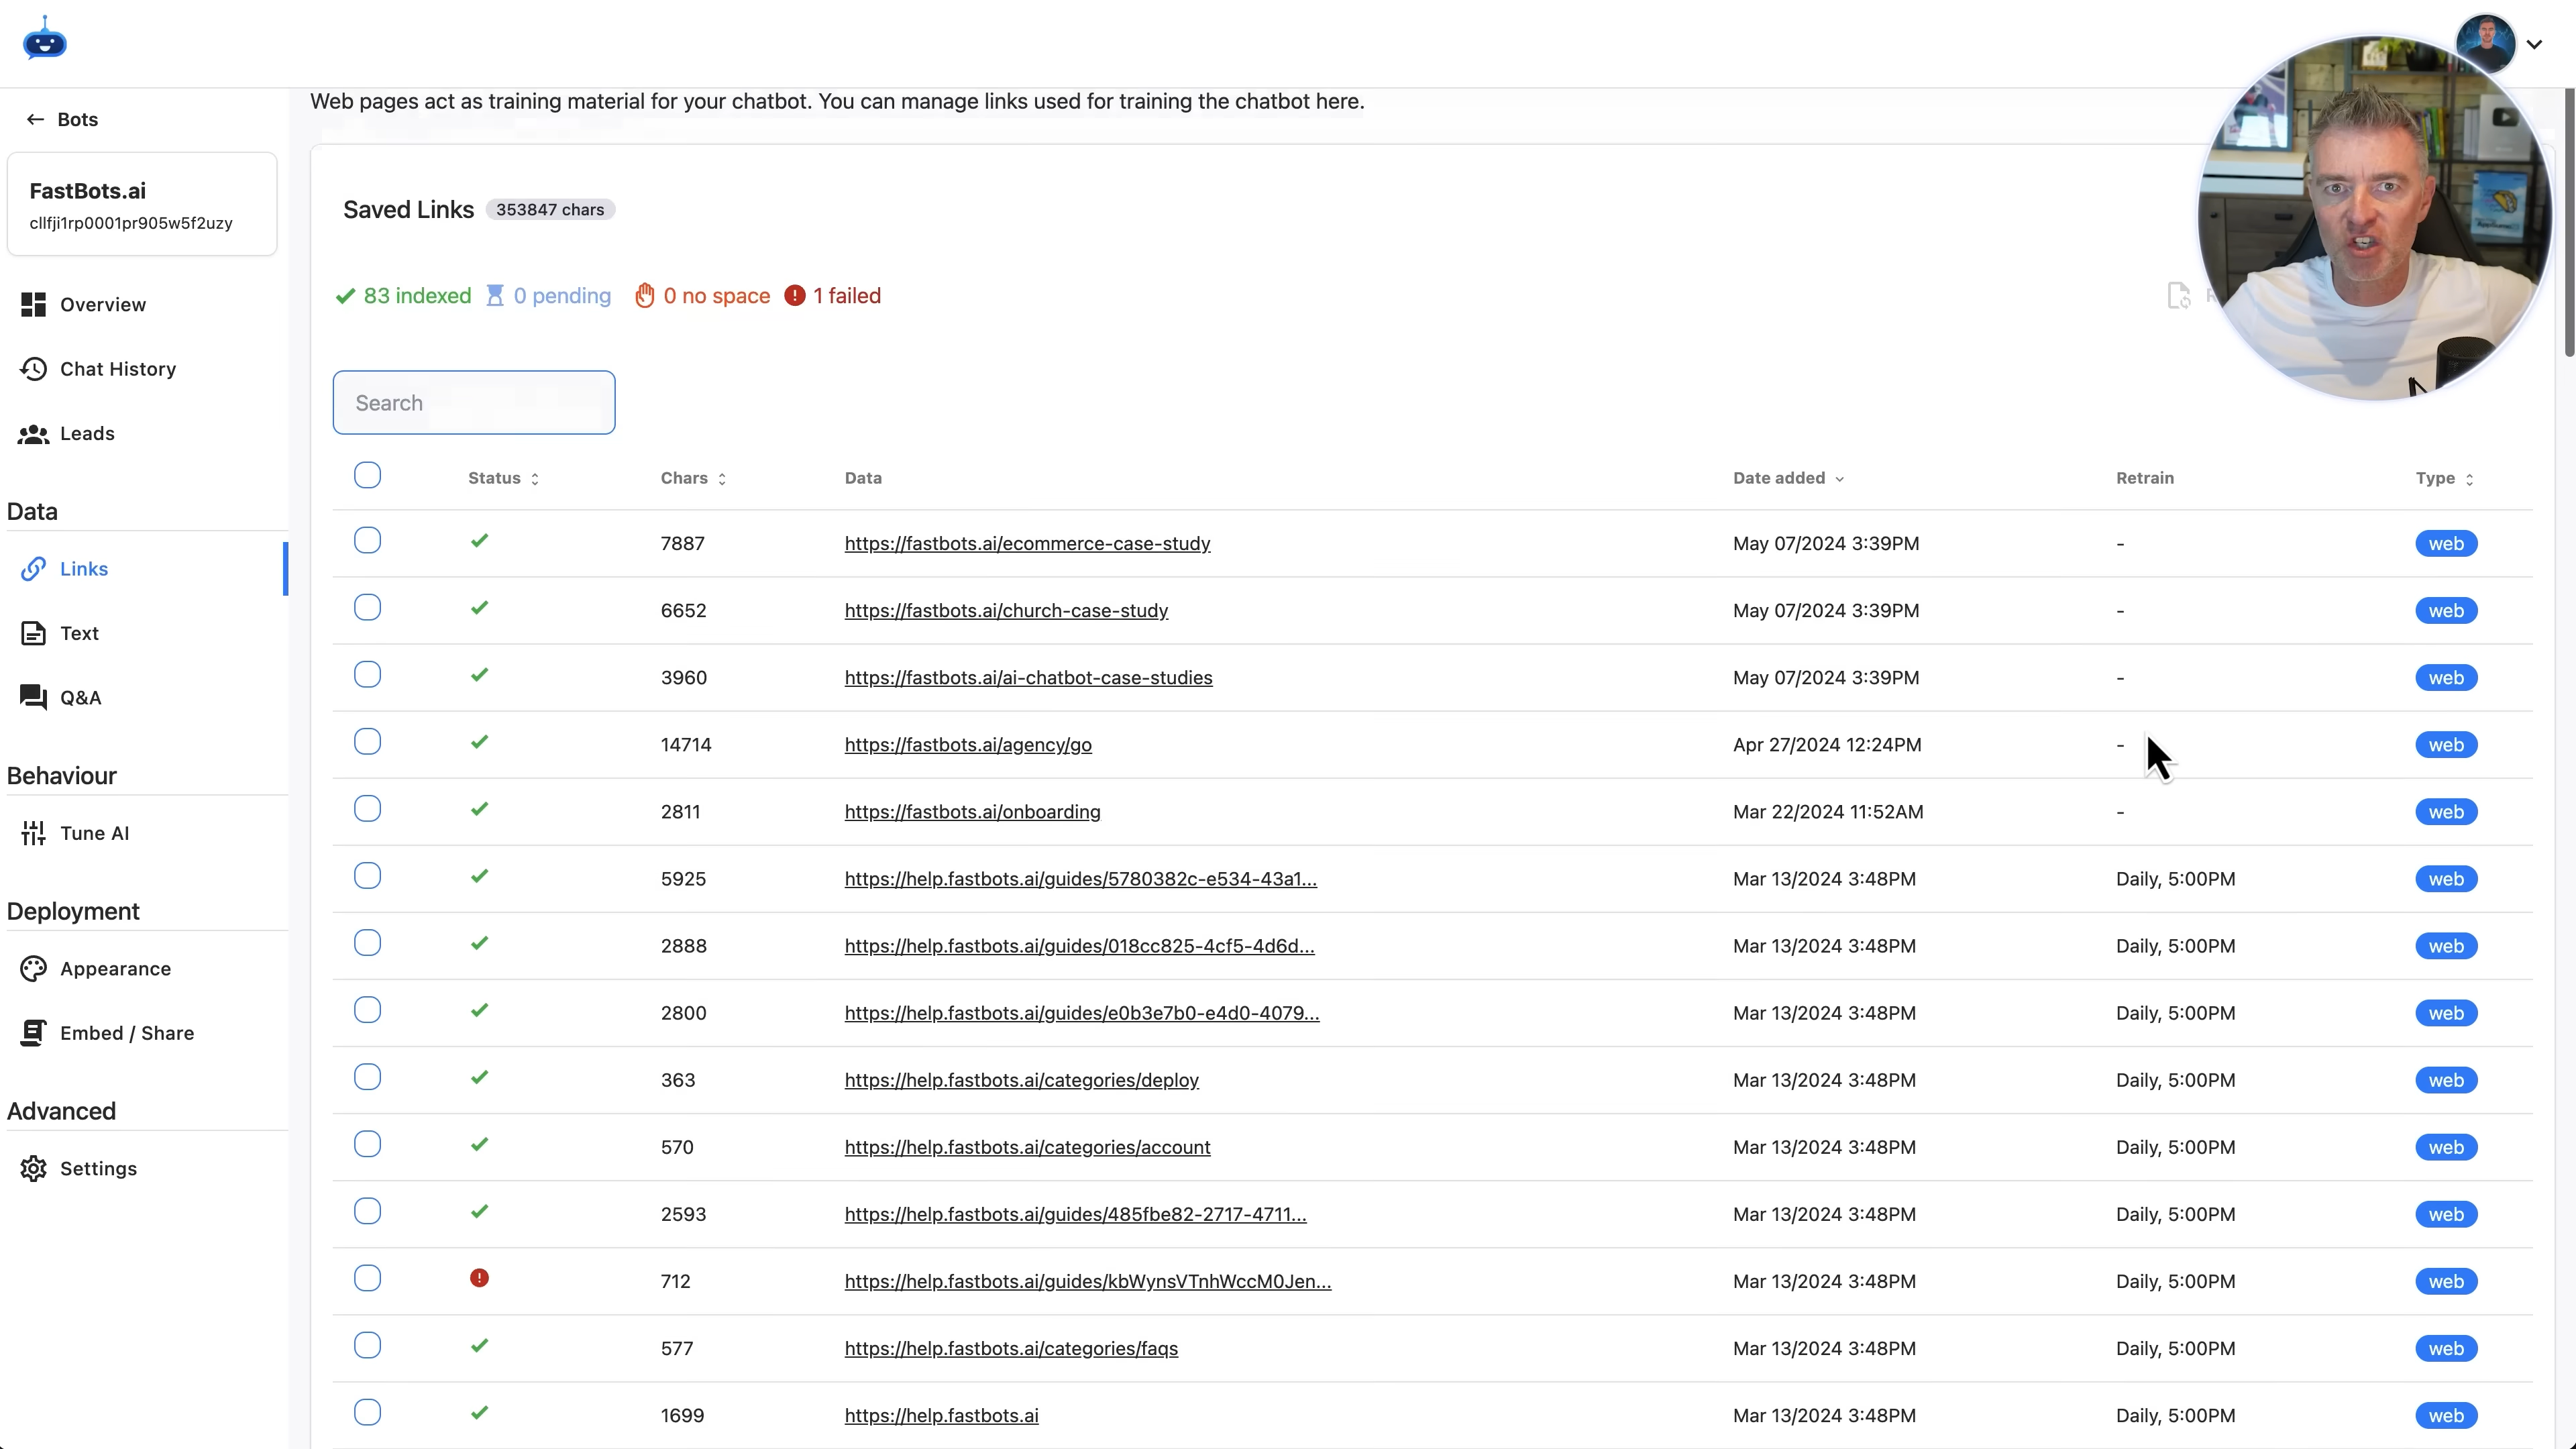 Bots
FastBots.ai
cllfji1rp0001pr905w5f2uzy
Overview
Chat History
Leads
Data
Links
Text
Q&A
Behaviour
Tune AI
Deployment
Appearance
Embed / Share
Advanced
Settings
Web pages act as training material for your chatbot. You can manage links used for training the chatbot here.
Saved Links 353847 chars
83 indexed 0 pending 0 no space 1 failed
Search
Status Chars Data Date added Retrain Type
7887 https://fastbots.ai/ecommerce-case-study May 07/2024 3:39PM - web
6652 https://fastbots.ai/church-case-study May 07/2024 3:39PM - web
3960 https://fastbots.ai/ai-chatbot-case-studies May 07/2024 3:39PM - web
14714 https://fastbots.ai/agency/go Apr 27/2024 12:24PM - web
2811 https://fastbots.ai/onboarding Mar 22/2024 11:52AM - web
5925 https://help.fastbots.ai/guides/5780382c-e534-43a1... Mar 13/2024 3:48PM Daily, 5:00PM web
2888 https://help.fastbots.ai/guides/018cc825-4cf5-4d6d... Mar 13/2024 3:48PM Daily, 5:00PM web
2800 https://help.fastbots.ai/guides/e0b3e7b0-e4d0-4079... Mar 13/2024 3:48PM Daily, 5:00PM web
363 https://help.fastbots.ai/categories/deploy Mar 13/2024 3:48PM Daily, 5:00PM web
570 https://help.fastbots.ai/categories/account Mar 13/2024 3:48PM Daily, 5:00PM web
2593 https://help.fastbots.ai/guides/485fbe82-2717-4711... Mar 13/2024 3:48PM Daily, 5:00PM web
712 https://help.fastbots.ai/guides/kbWynsVTnhWccM0Jen... Mar 13/2024 3:48PM Daily, 5:00PM web
577 https://help.fastbots.ai/categories/faqs Mar 13/2024 3:48PM Daily, 5:00PM web
1699 https://help.fastbots.ai Mar 13/2024 3:48PM Daily, 5:00PM web